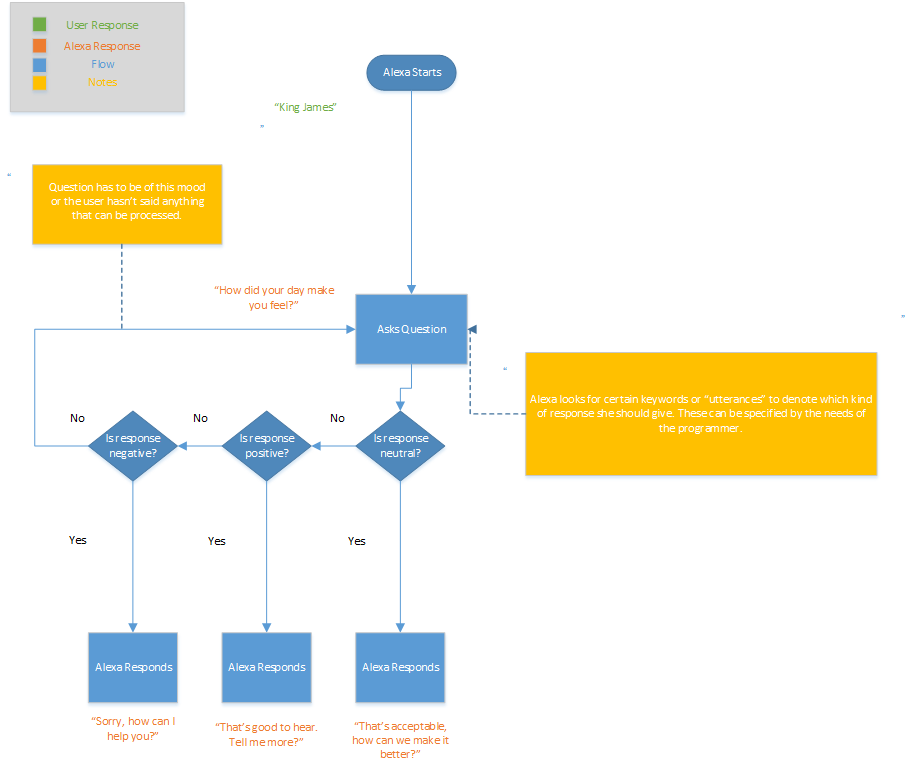 User Response
Alexa Response
Flow
Notes
Alexa Starts
“King James”
”
“
Question has to be of this mood
or the user hasn’t said anything
that can be processed.
“How did your day make
you feel?”
Asks Question
”
“
Alexa looks for certain keywords or “utterances” to denote which kind
of response she should give. These can be specified by the needs of
the programmer.
No
No
No
Is response
negative?
Is response
positive?
Is response
neutral?
Yes
Yes
Yes
Alexa Responds
Alexa Responds
Alexa Responds
“Sorry, how can I
help you?”
“That’s good to hear.
Tell me more?”
“That’s acceptable,
how can we make it
better?”